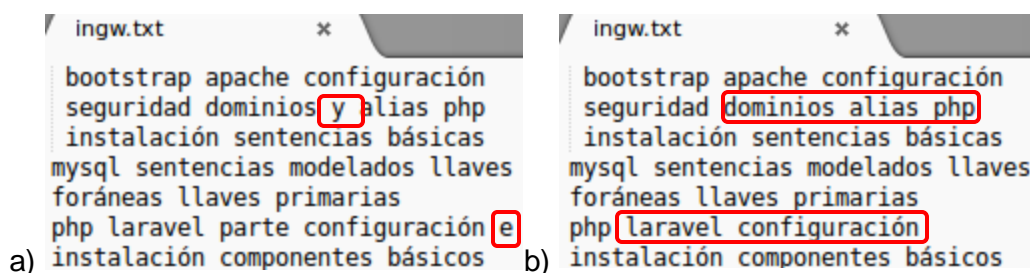 ingw.txt ×
bootstrap apache configuración
seguridad dominios y alias php
instalación sentencias básicas
mysql sentencias modelados llaves
foráneas llaves primarias
php laravel parte configuración e
a) instalación componentes básicos
ingw.txt ×
bootstrap apache configuración
seguridad dominios alias php
instalación sentencias básicas
mysql sentencias modelados llaves
foráneas llaves primarias
php laravel configuración
b) instalación componentes básicos